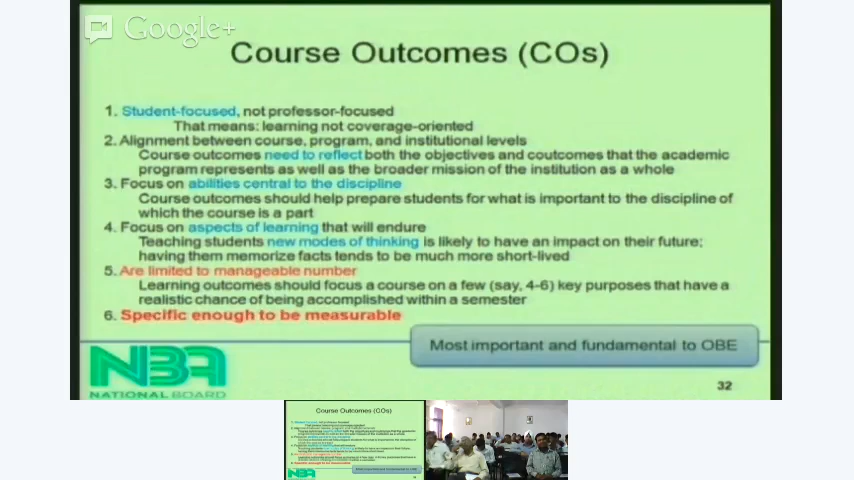 Google+
Course Outcomes (COs)
1. Student-focused, not professor-focused
That means: learning not coverage-oriented
2. Alignment between course, program, and institutional levels
Course outcomes need to reflect both the objectives and coutcomes that the academic
program represents as well as the broader mission of the institution as a whole
3. Focus on abilities central to the discipline
Course outcomes should help prepare students for what is important to the discipline of
which the course is a part
4. Focus on aspects of learning that will endure
Teaching students new modes of thinking is likely to have an impact on their future;
having them memorize facts tends to be much more short-lived
5. Are limited to manageable number
Learning outcomes should focus a course on a few (say, 4-6) key purposes that have a
realistic chance of being accomplished within a semester
6. Specific enough to be measurable
Most important and fundamental to OBE
NBA
NATIONAL BOARD
32
Course Outcomes (COs)